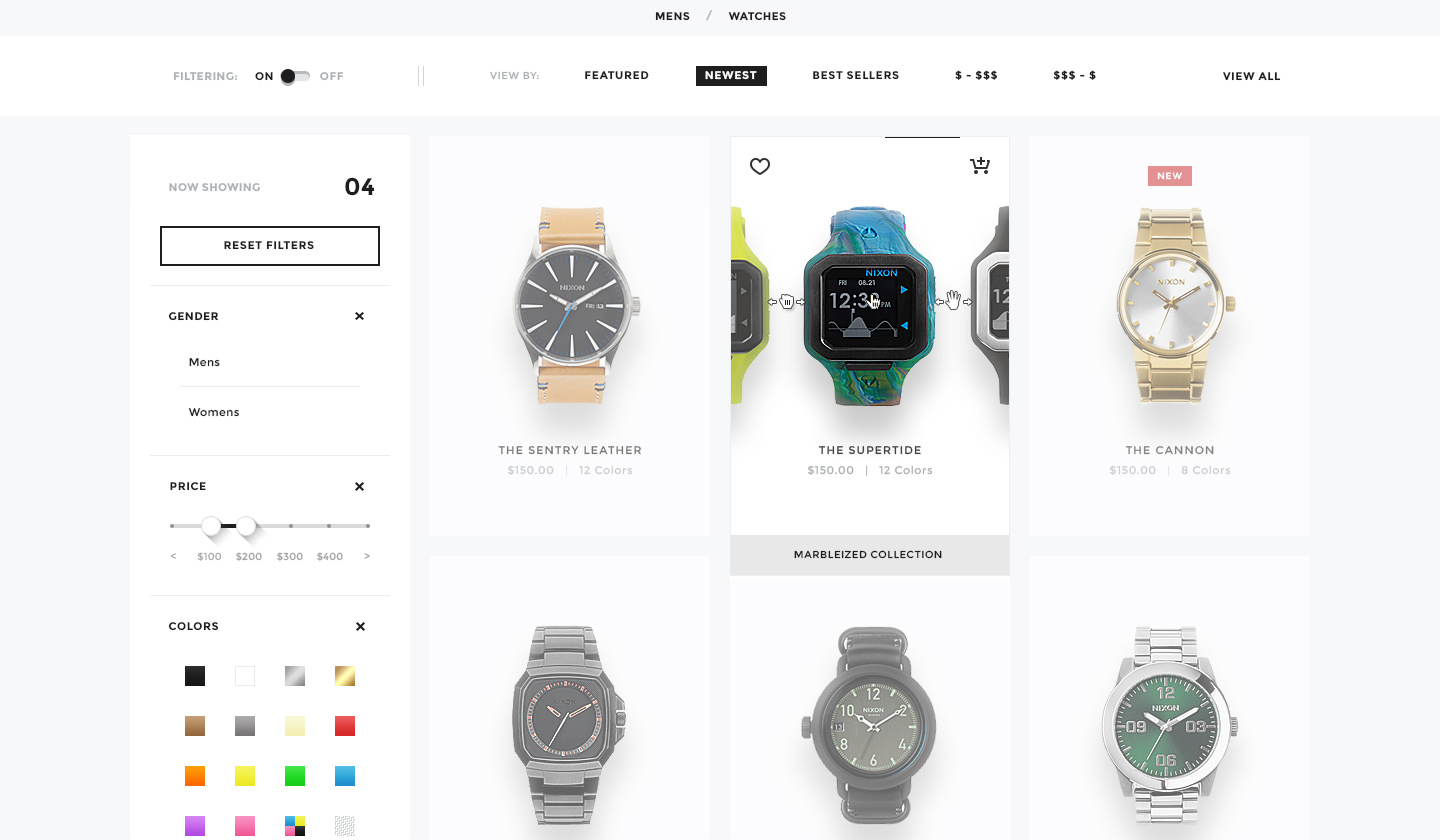 MENS / WATCHES
FILTERING: ON OFF
VIEW BY: FEATURED NEWEST BEST SELLERS $ - $$$ $$$ - $ VIEW ALL
NOW SHOWING 04
RESET FILTERS
GENDER
Mens
Womens
PRICE
< $100 $200 $300 $400 >
COLORS
NIXON
FRI 13
THE SENTRY LEATHER
$150.00 | 12 Colors
NIXON
FRI 08.21
PM
THE SUPERTIDE
$150.00 | 12 Colors
MARBLEIZED COLLECTION
NEW
NIXON
THE CANNON
$150.00 | 8 Colors
NIXON
12
10 2
NIXON
13
8 4
6
12
NIXON
09 03
06